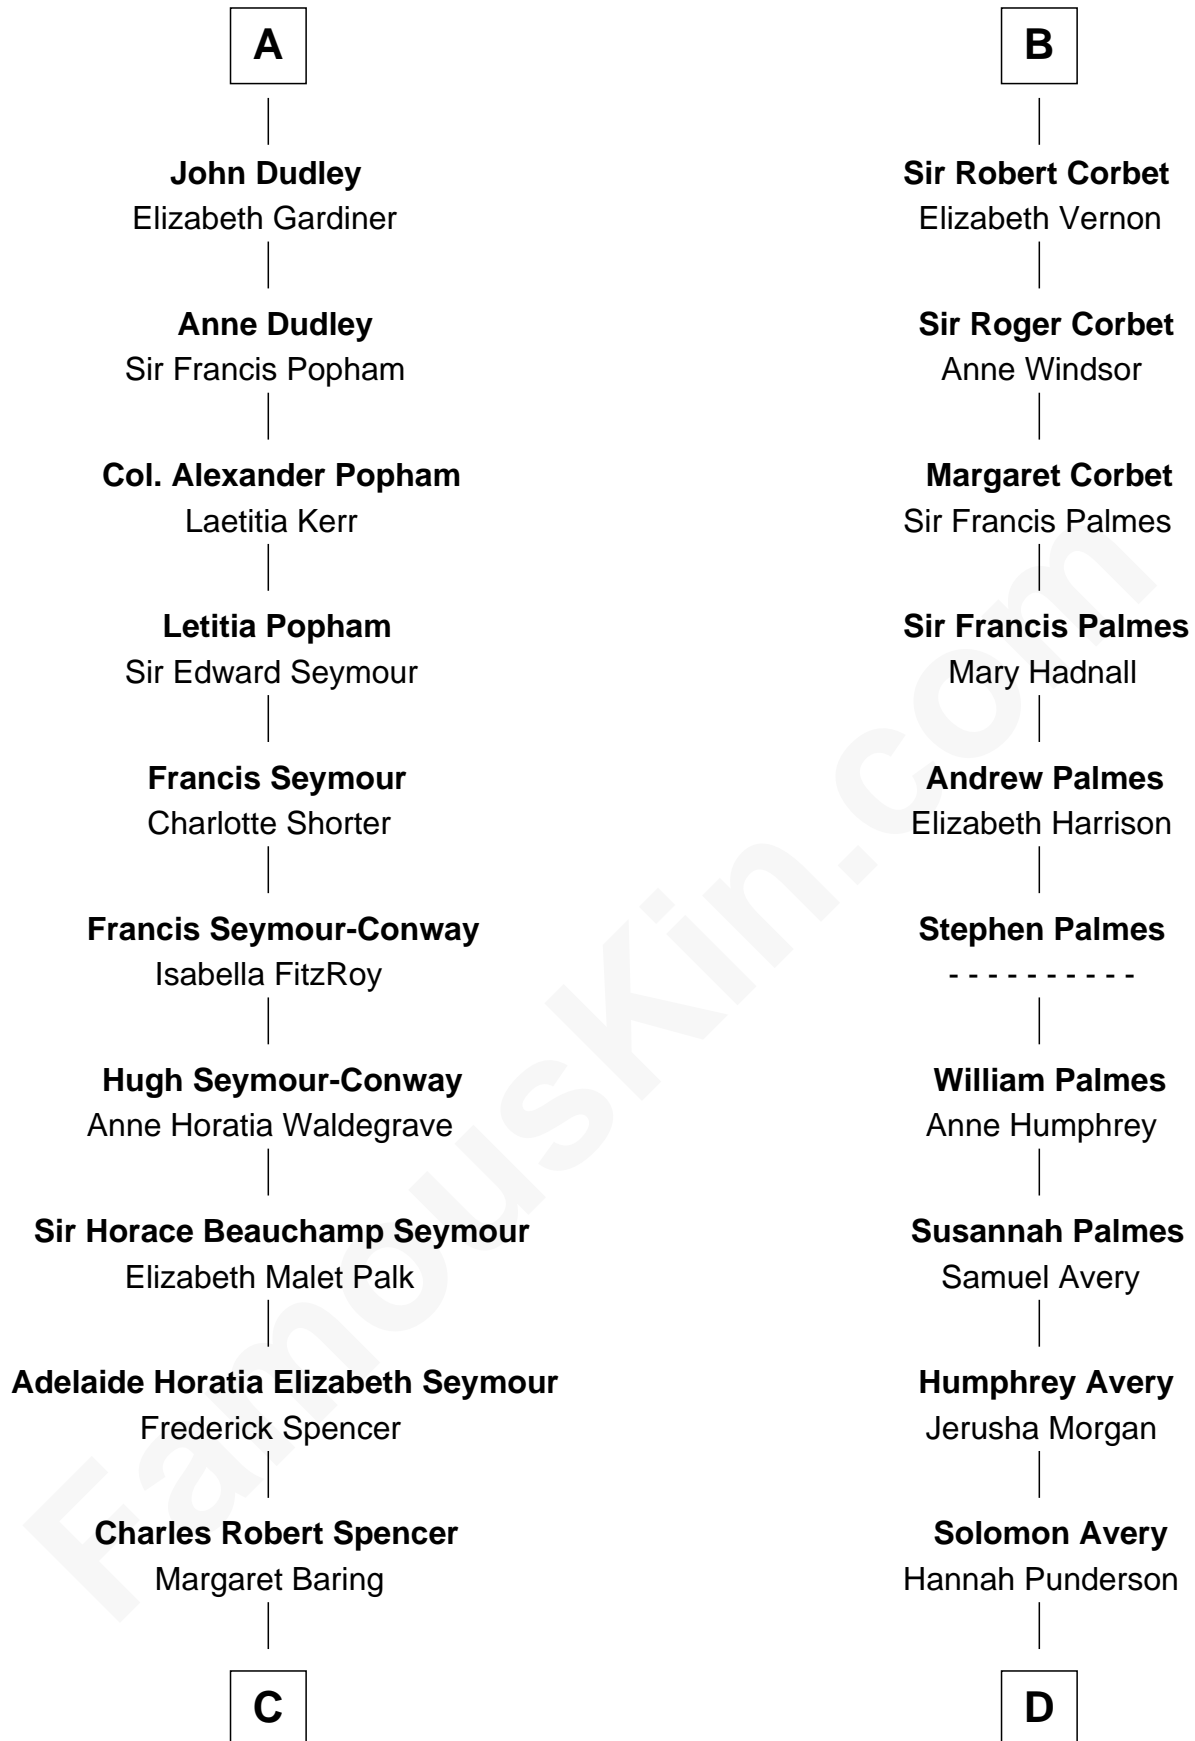 A
John Dudley
Elizabeth Gardiner
Anne Dudley
Sir Francis Popham
Col. Alexander Popham
Laetitia Kerr
Letitia Popham
Sir Edward Seymour
Francis Seymour
Charlotte Shorter
Francis Seymour-Conway
Isabella FitzRoy
Hugh Seymour-Conway
Anne Horatia Waldegrave
Sir Horace Beauchamp Seymour
Elizabeth Malet Palk
Adelaide Horatia Elizabeth Seymour
Frederick Spencer
Charles Robert Spencer
Margaret Baring
C
B
Sir Robert Corbet
Elizabeth Vernon
Sir Roger Corbet
Anne Windsor
Margaret Corbet
Sir Francis Palmes
Sir Francis Palmes
Mary Hadnall
Andrew Palmes
Elizabeth Harrison
Stephen Palmes
- - - - - - - - - -
William Palmes
Anne Humphrey
Susannah Palmes
Samuel Avery
Humphrey Avery
Jerusha Morgan
Solomon Avery
Hannah Punderson
D
FamousKin.com